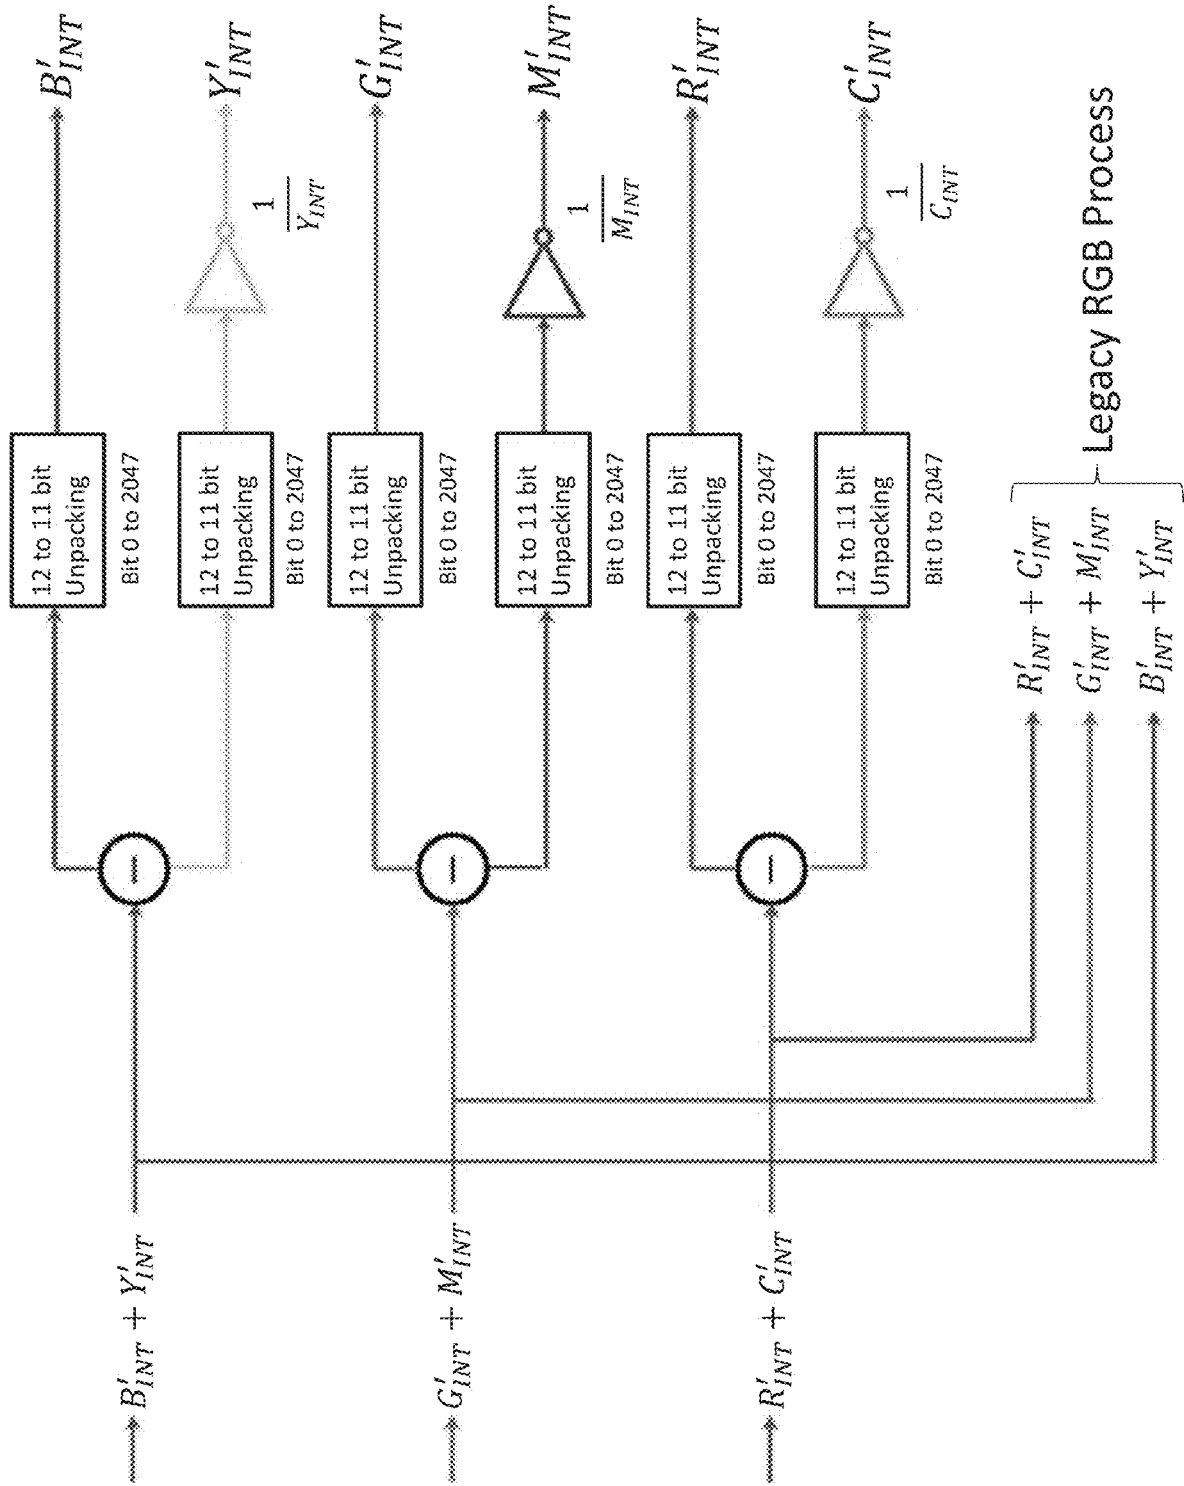 B′INT + Y′INT
G′INT + M′INT
R′INT + C′INT
−
−
−
12 to 11 bit
Unpacking
Bit 0 to 2047
12 to 11 bit
Unpacking
Bit 0 to 2047
12 to 11 bit
Unpacking
Bit 0 to 2047
12 to 11 bit
Unpacking
Bit 0 to 2047
12 to 11 bit
Unpacking
Bit 0 to 2047
12 to 11 bit
Unpacking
Bit 0 to 2047
1
YINT
1
MINT
1
CINT
B′INT
Y′INT
G′INT
M′INT
R′INT
C′INT
R′INT + C′INT
G′INT + M′INT
B′INT + Y′INT
Legacy RGB Process